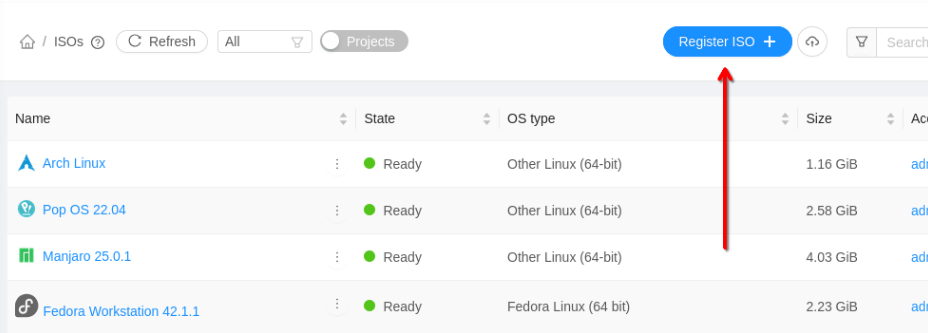 / ISOs Refresh All Projects Register ISO + Search
Name State OS type Size Ac
Arch Linux Ready Other Linux (64-bit) 1.16 GiB adr
Pop OS 22.04 Ready Other Linux (64-bit) 2.58 GiB adr
Manjaro 25.0.1 Ready Other Linux (64-bit) 4.03 GiB adr
Fedora Workstation 42.1.1 Ready Fedora Linux (64 bit) 2.23 GiB adr